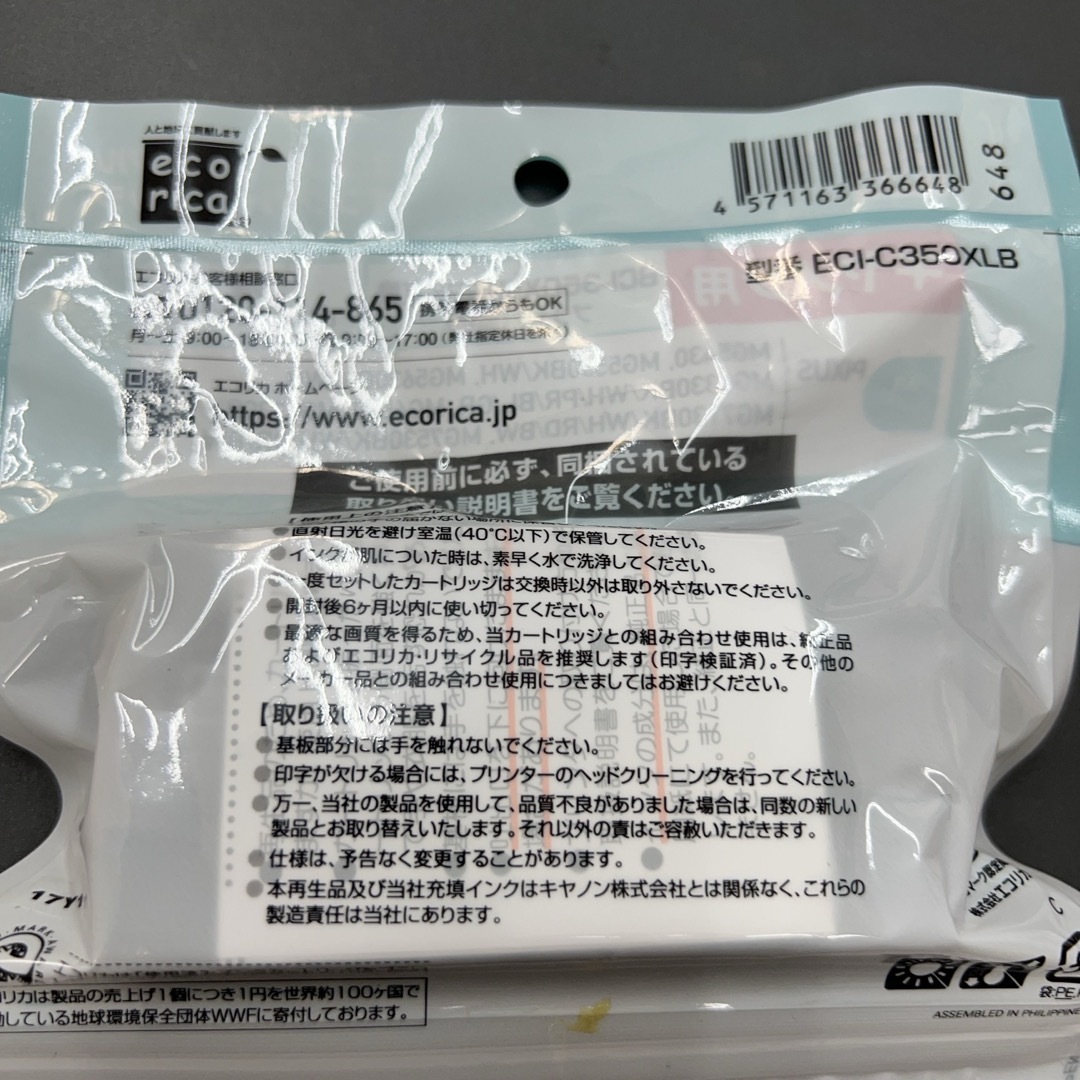 人と地球に貢献します
eco
rica
4 571163 366648
648
型番 ECI-C350XLB
エコリカお客様相談窓口
4-865 携帯電話からもOK
エコリカ ホームページ
https://www.ecorica.jp
ご使用前に必ず、同梱されている
取り扱い説明書をご覧ください。
●直射日光を避け室温(40℃以下)で保管してください。
●インクが肌についた時は、素早く水で洗浄してください。
一度セットしたカートリッジは交換時以外は取り外さないでください。
●開封後6ヶ月以内に使い切ってください。
●最適な画質を得るため、当カートリッジとの組み合わせ使用は、純正品
およびエコリカ・リサイクル品を推奨します(印字検証済)。その他の
メーカー品との組み合わせ使用につきましてはお避けください。
【取り扱いの注意】
●基板部分には手を触れないでください。
●印字が欠ける場合には、プリンターのヘッドクリーニングを行ってください。
●万一、当社の製品を使用して、品質不良がありました場合は、同数の新しい
製品とお取り替えいたします。それ以外の責はご容赦いただきます。
●仕様は、予告なく変更することがあります。
●本再生品及び当社充填インクはキヤノン株式会社とは関係なく、これらの
製造責任は当社にあります。
17Y1
株式会社エコリカ
C
リカは製品の売上げ1個につき1円を世界約100ヶ国で
している地球環境保全団体WWFに寄付しております。
袋:PE,
ASSEMBLED IN PHILIPPINE